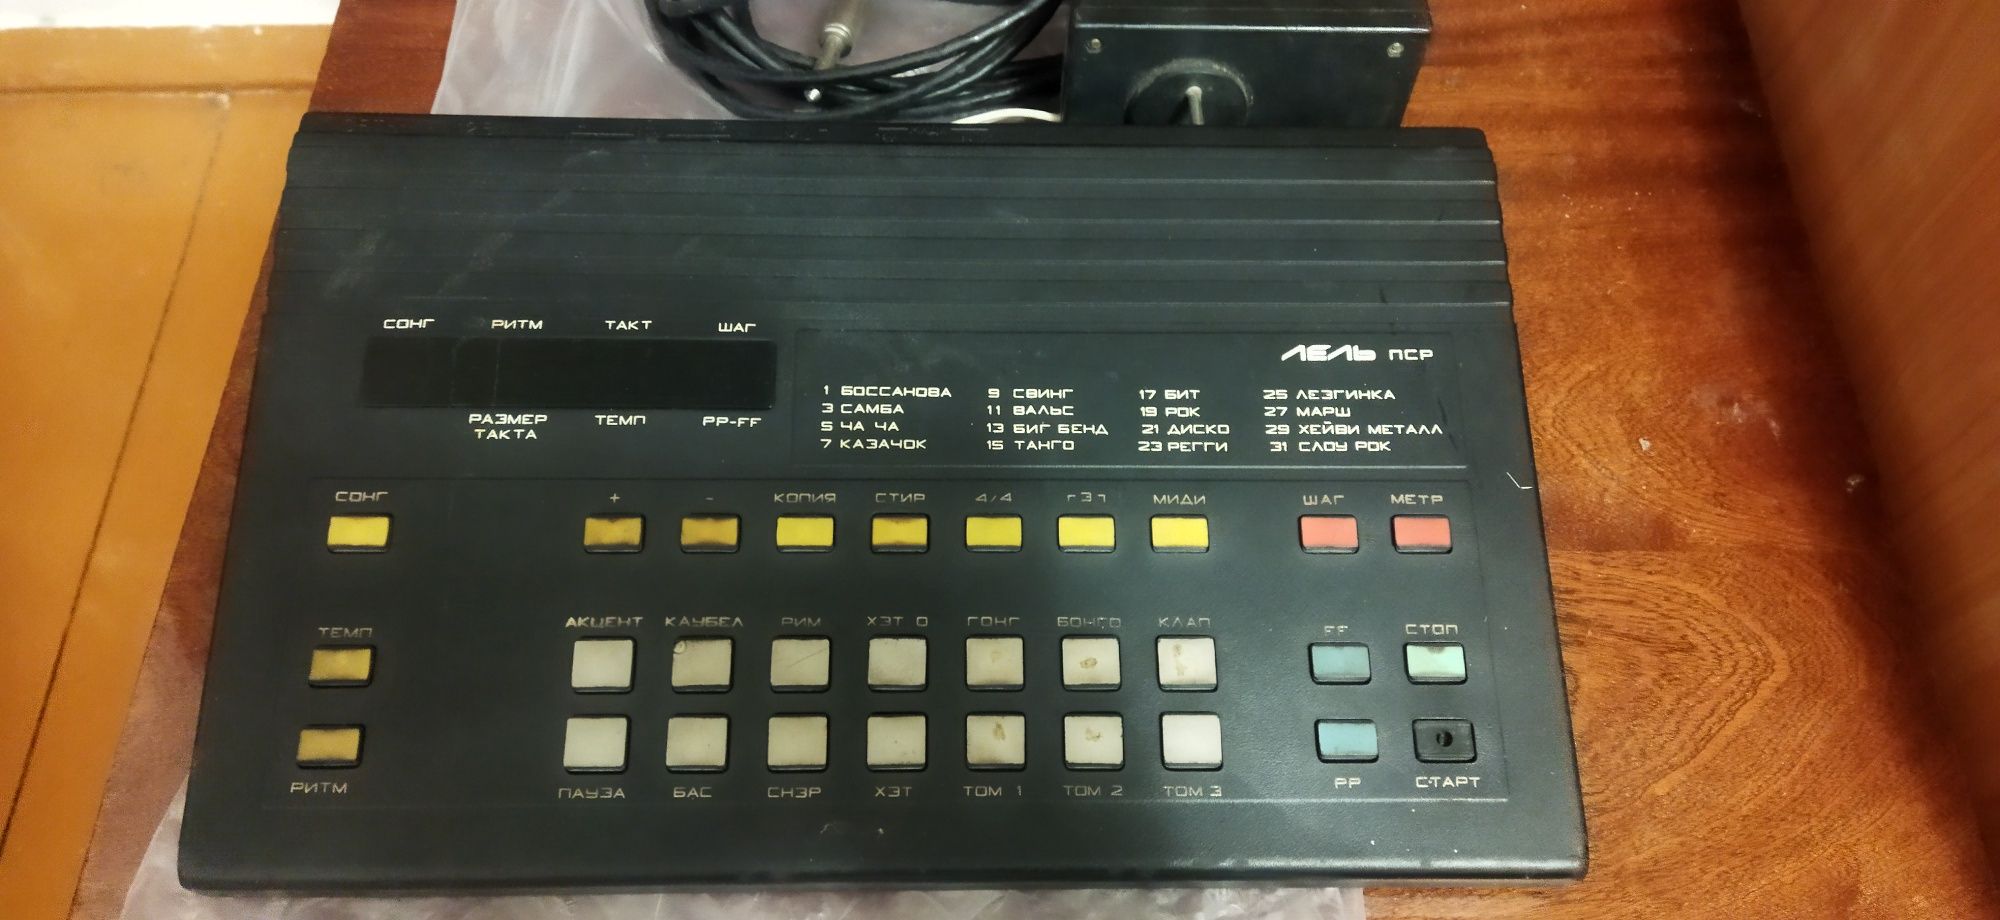 СОНГ РИТМ ТАКТ ШАГ
РАЗМЕР ТЕМП PP-FF
ТАКТА
ЛЕЛЬ ПСР
1 БОССАНОВА 9 СВИНГ 17 БИТ 25 ЛЕЗГИНКА
3 САМБА 11 ВАЛЬС 19 РОК 27 МАРШ
5 ЧА ЧА 13 БИГ БЕНД 21 ДИСКО 29 ХЕЙВИ МЕТАЛЛ
7 КАЗАЧОК 15 ТАНГО 23 РЕГГИ 31 СЛОУ РОК
СОНГ + - КОПИЯ СТИР 4/4 ┌3┐ МИДИ ШАГ МЕТР
ТЕМП АКЦЕНТ КАУБЕЛ РИМ ХЭТ О ГОНГ БОНГО КЛАП FF СТОП
РИТМ ПАУЗА БАС СНЭР ХЭТ ТОМ 1 ТОМ 2 ТОМ 3 PP СТАРТ